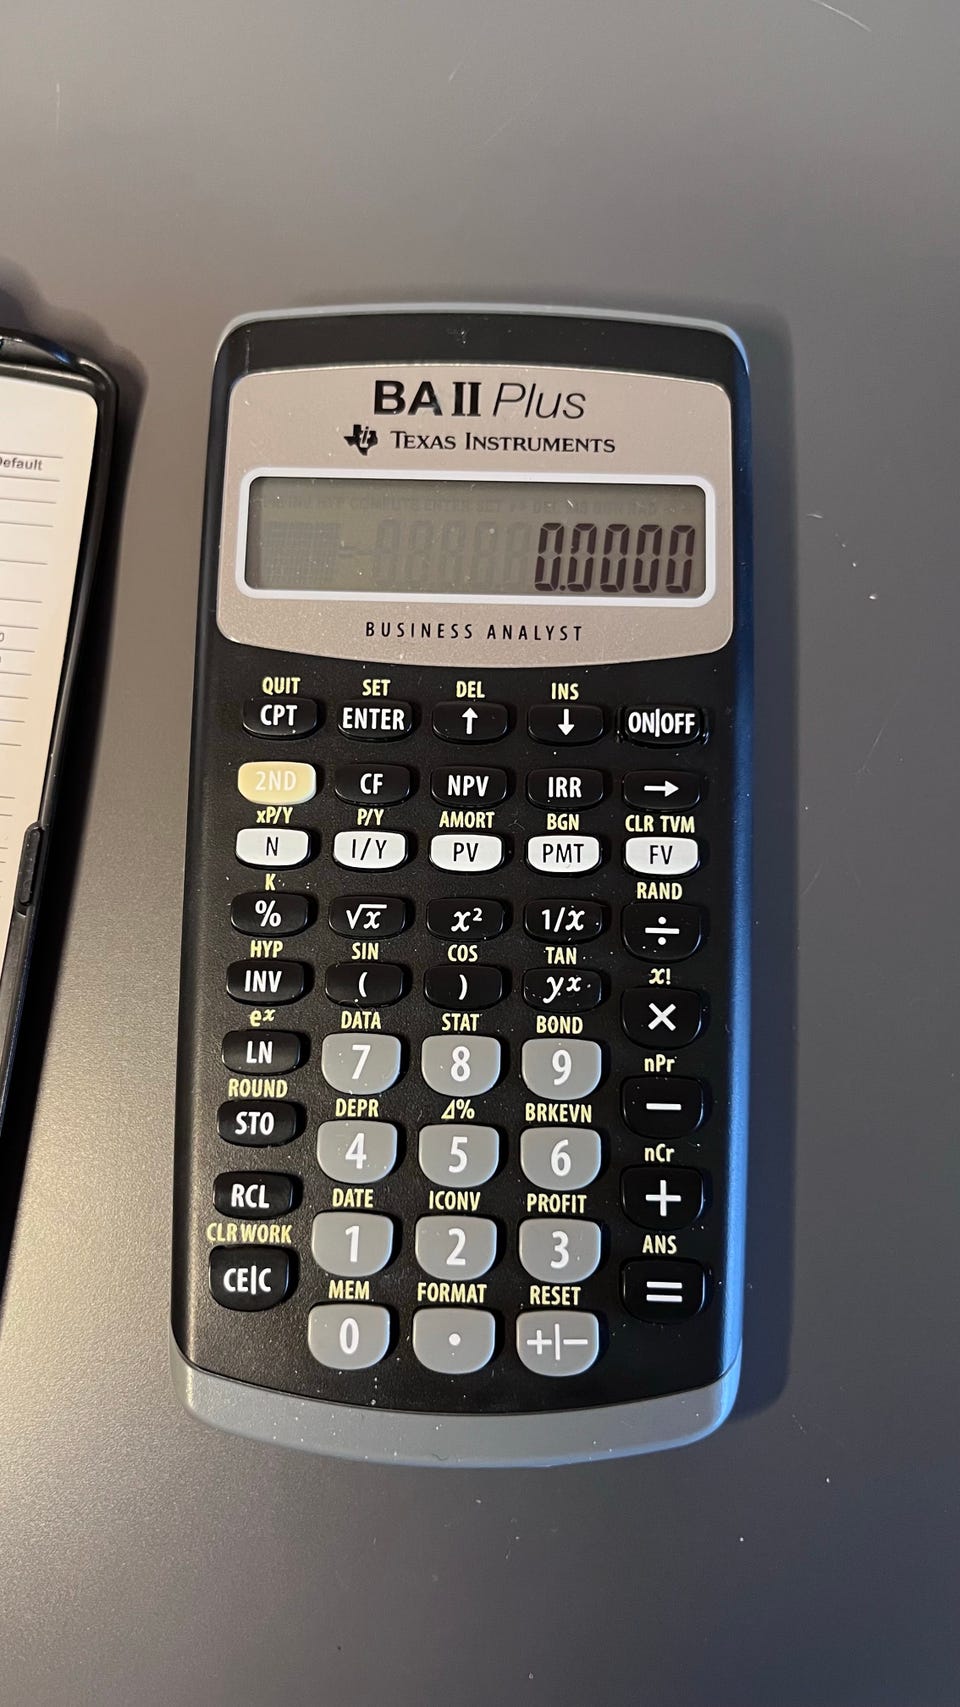 BA II Plus
TEXAS INSTRUMENTS
0.0000
BUSINESS ANALYST
QUIT SET DEL INS
CPT ENTER ↑ ↓ ON|OFF
2ND CF NPV IRR →
xP/Y P/Y AMORT BGN CLR TVM
N I/Y PV PMT FV
K RAND
% √x x² 1/x ÷
HYP SIN COS TAN x!
INV ( ) yˣ ×
eˣ DATA STAT BOND nPr
LN 7 8 9 −
ROUND DEPR Δ% BRKEVN nCr
STO 4 5 6 +
RCL DATE ICONV PROFIT ANS
CLR WORK
CE|C 1 2 3 =
MEM FORMAT RESET
0 . +|−
Default